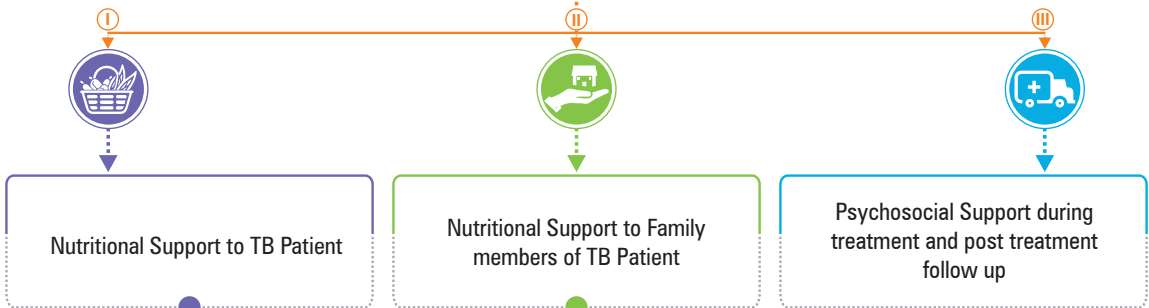 I
II
III
Nutritional Support to TB Patient
Nutritional Support to Family
members of TB Patient
Psychosocial Support during
treatment and post treatment
follow up